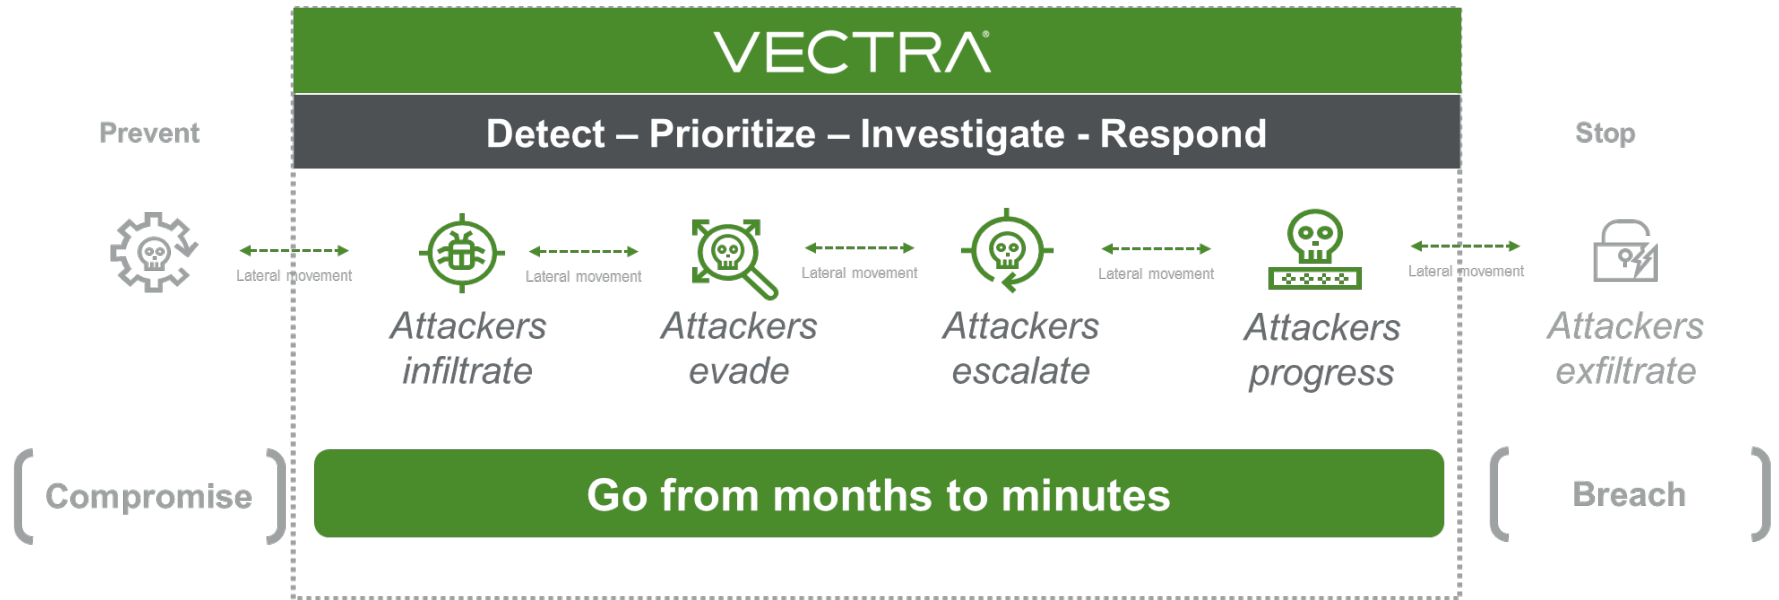 VECTRA®
Detect – Prioritize – Investigate - Respond
Prevent
Stop
Lateral movement
Lateral movement
Lateral movement
Lateral movement
Lateral movement
Attackers
infiltrate
Attackers
evade
Attackers
escalate
Attackers
progress
Attackers
exfiltrate
Compromise
Go from months to minutes
Breach